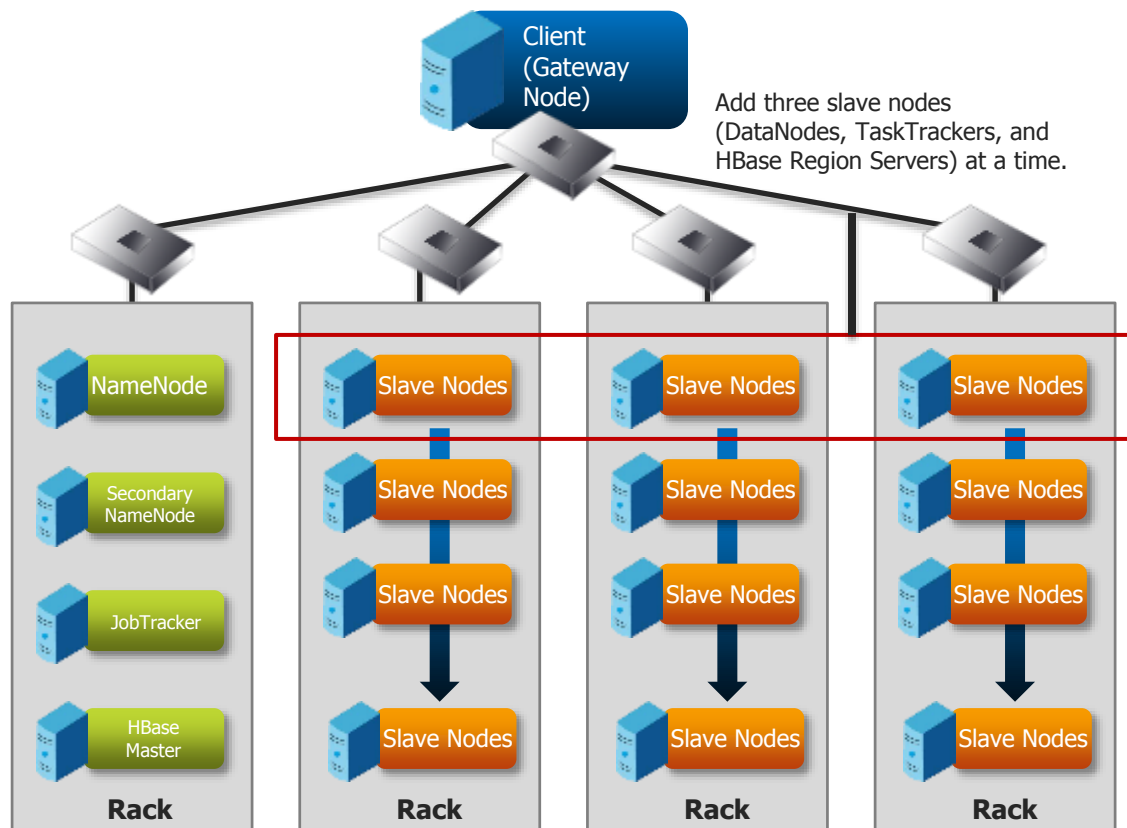 Client
(Gateway
Node)
Add three slave nodes
(DataNodes, TaskTrackers, and
HBase Region Servers) at a time.
NameNode
Slave Nodes
Slave Nodes
Slave Nodes
Secondary
NameNode
Slave Nodes
Slave Nodes
Slave Nodes
JobTracker
Slave Nodes
Slave Nodes
Slave Nodes
HBase
Master
Slave Nodes
Slave Nodes
Slave Nodes
Rack
Rack
Rack
Rack